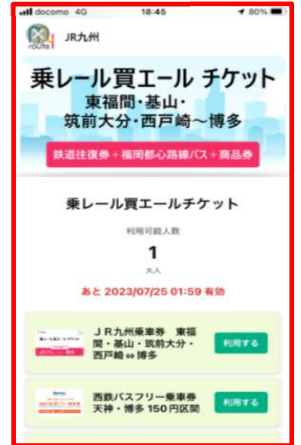 docomo 4G 18:45 80%
JR九州
route
乗レール買エール チケット
東福間・基山・
筑前大分・西戸崎～博多
鉄道往復券+福岡都心路線バス+商品券
乗レール買エールチケット
利用可能人数
1
大人
あと 2023/07/25 01:59 有効
JR九州乗車券 東福
間・基山・筑前大分・
西戸崎⇔博多
利用する
西鉄バスフリー乗車券
天神・博多 150円区間
利用する